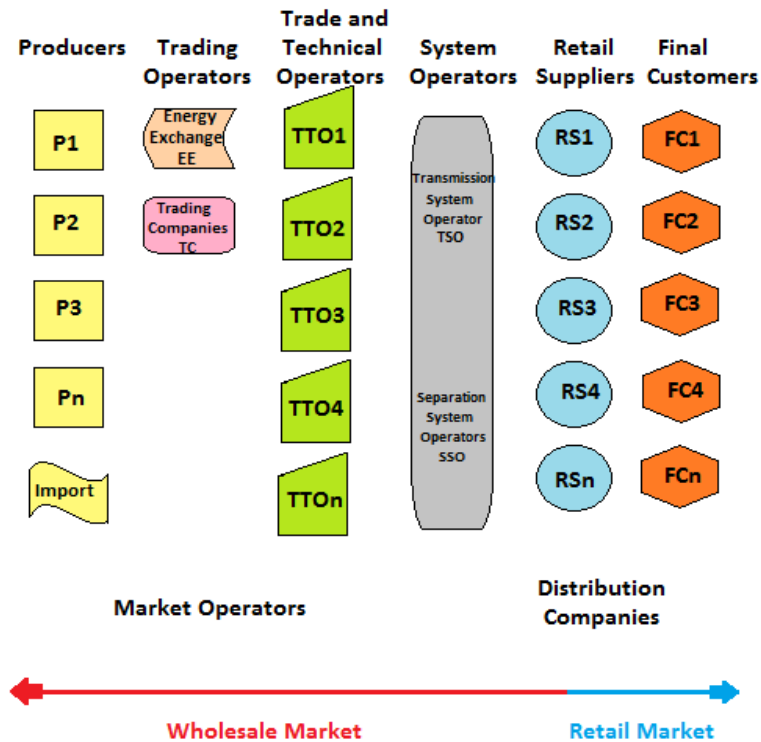 Producers
Trading
Operators
Trade and
Technical
Operators
System
Operators
Retail
Suppliers
Final
Customers
P1
P2
P3
Pn
Import
Energy
Exchange
EE
Trading
Companies
TC
TTO1
TTO2
TTO3
TTO4
TTOn
Transmission
System
Operator
TSO
Separation
System
Operators
SSO
RS1
RS2
RS3
RS4
RSn
FC1
FC2
FC3
FC4
FCn
Market Operators
Distribution
Companies
Wholesale Market
Retail Market